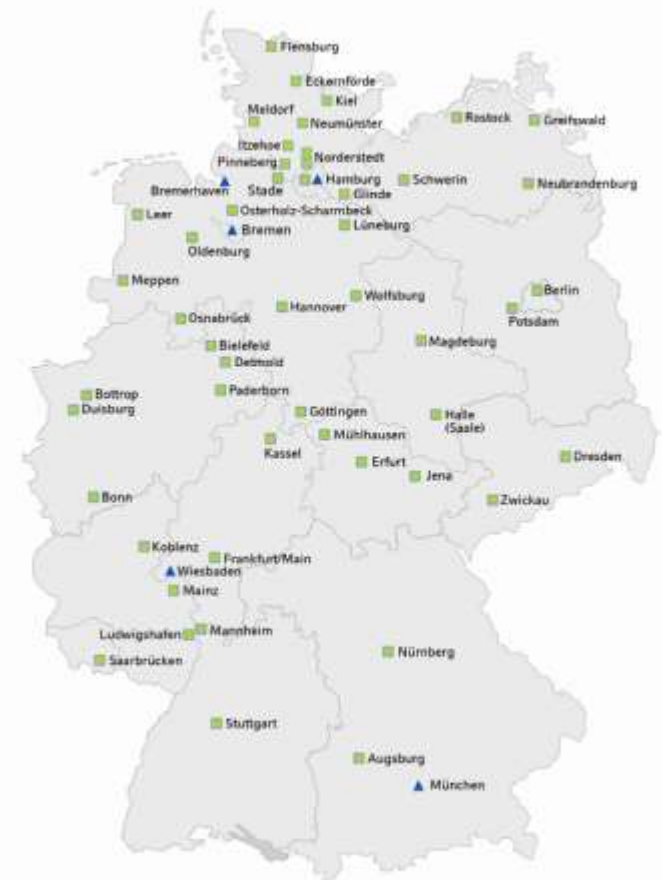 Flensburg
Eckernförde
Kiel
Meldorf
Neumünster
Rostock
Greifswald
Itzehoe
Norderstedt
Pinneberg
Bremerhaven
Stade
Hamburg
Schwerin
Neubrandenburg
Glinde
Leer
Osterholz-Scharmbeck
Lüneburg
Bremen
Oldenburg
Meppen
Berlin
Wolfsburg
Hannover
Potsdam
Osnabrück
Magdeburg
Bielefeld
Detmold
Paderborn
Bottrop
Duisburg
Göttingen
Halle
(Saale)
Mühlhausen
Kassel
Dresden
Erfurt
Jena
Bonn
Zwickau
Koblenz
Frankfurt/Main
Wiesbaden
Mainz
Ludwigshafen
Mannheim
Nürnberg
Saarbrücken
Stuttgart
Augsburg
München